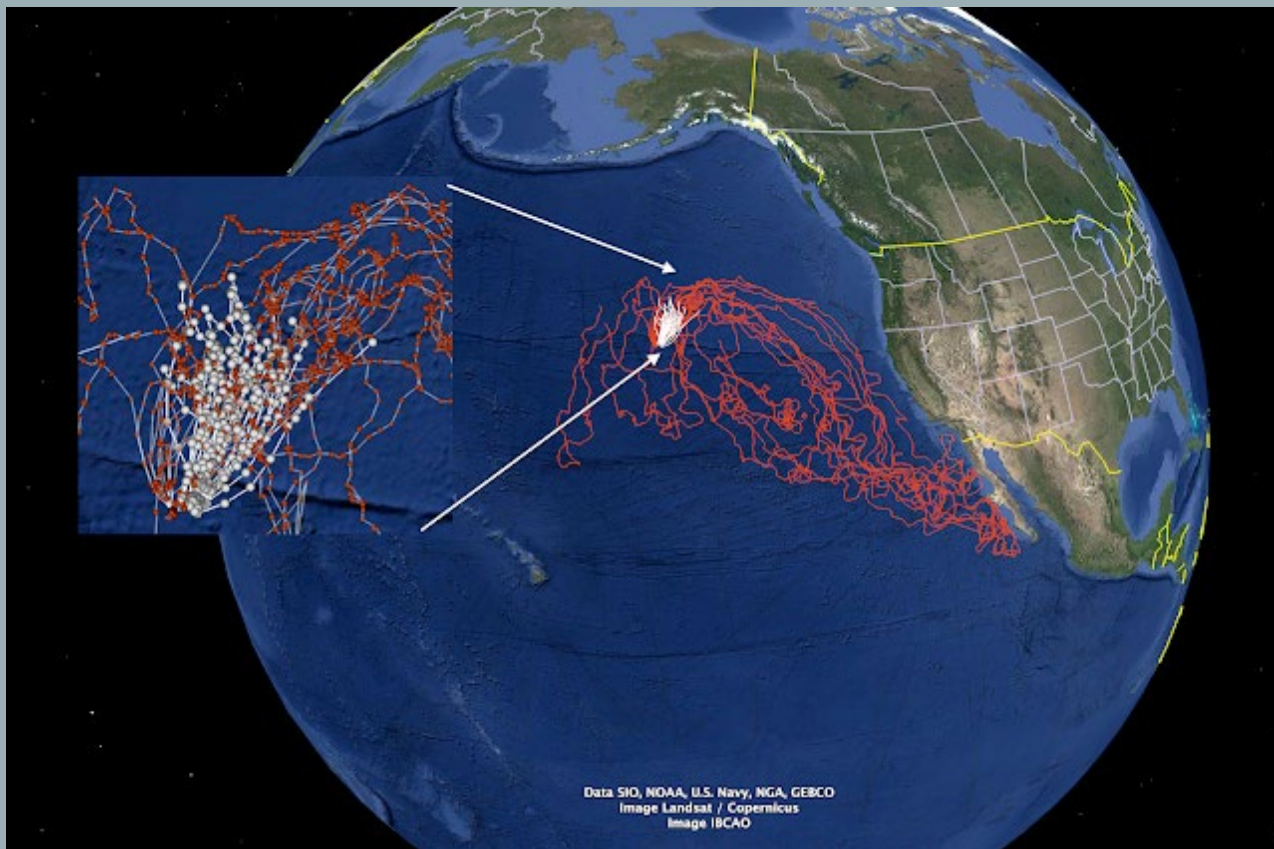 Data SIO, NOAA, U.S. Navy, NGA, GEBCO
Image Landsat / Copernicus
Image IBCAO